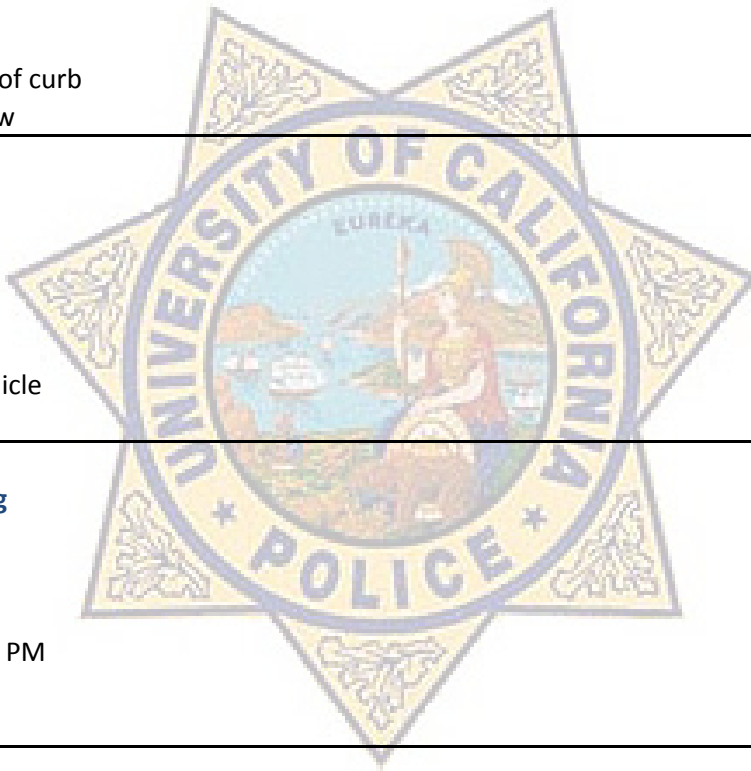 of curb
w
UNIVERSITY OF CALIFORNIA
EUREKA
icle
g
POLICE
PM